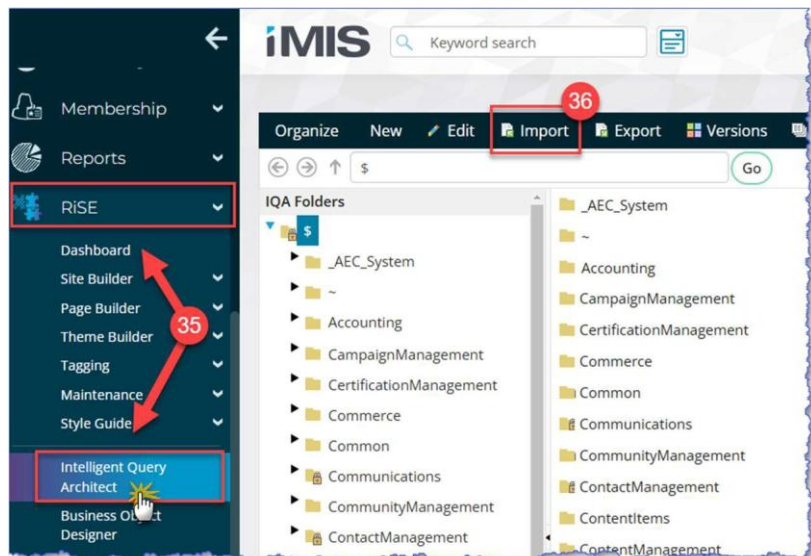 iMIS
Keyword search
Membership
Reports
RiSE
Dashboard
Site Builder
Page Builder
Theme Builder
Tagging
Maintenance
Style Guide
Intelligent Query
Architect
Business Object
Designer
35
36
Organize New Edit Import Export Versions
$
Go
IQA Folders
$
_AEC_System
~
Accounting
CampaignManagement
CertificationManagement
Commerce
Common
Communications
CommunityManagement
ContactManagement
_AEC_System
~
Accounting
CampaignManagement
CertificationManagement
Commerce
Common
Communications
CommunityManagement
ContactManagement
ContentItems
ContentManagement